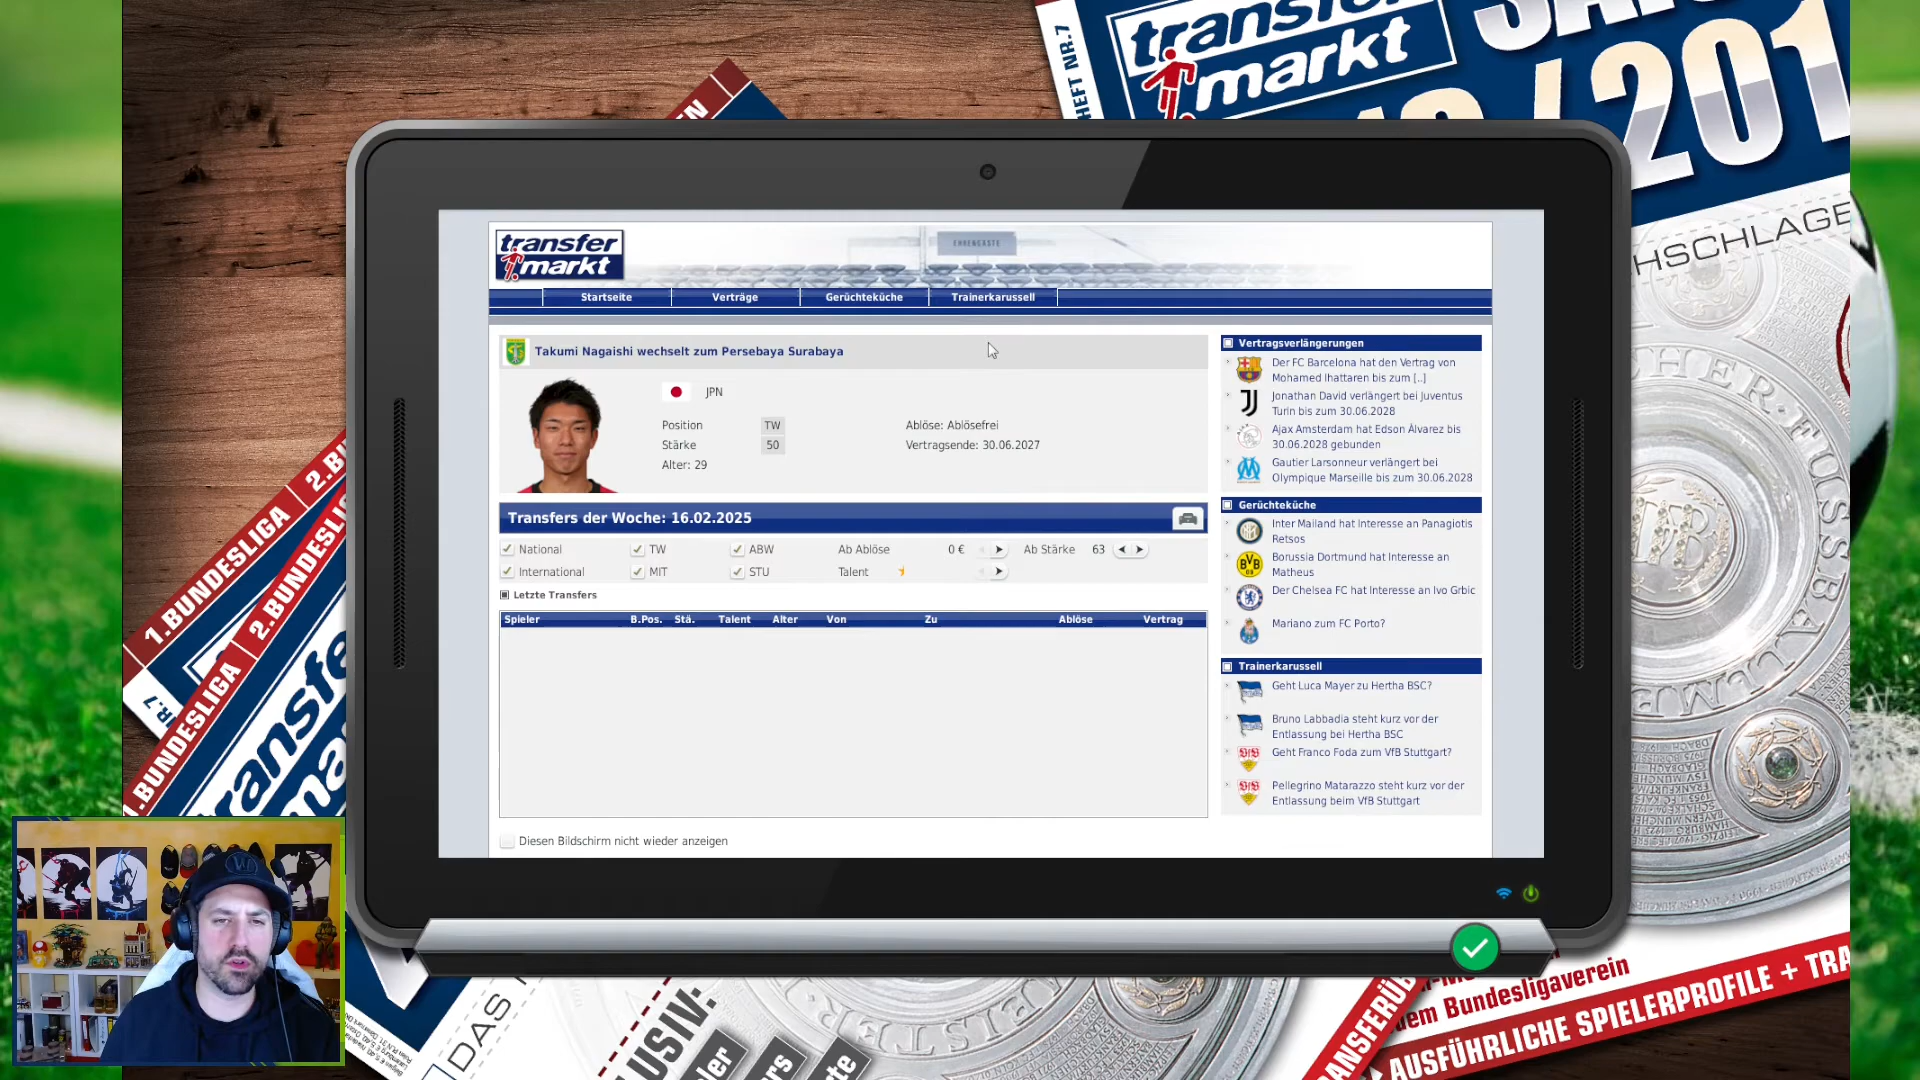 transfer
markt
HEFT NR.7
1.BUNDESLIGA
2.BUNDESLIGA
DAS
LUSIV:
dem Bundesligaverein
AUSFÜHRLICHE SPIELERPROFILE + TRA
EHRENGÄSTE
transfer
markt
Startseite
Verträge
Gerüchteküche
Trainerkarussell
Takumi Nagaishi wechselt zum Persebaya Surabaya
JPN
Position TW
Stärke 50
Alter: 29
Ablöse: Ablösefrei
Vertragsende: 30.06.2027
Transfers der Woche: 16.02.2025
National TW ABW Ab Ablöse 0 € Ab Stärke 63
International MIT STU Talent
Letzte Transfers
Spieler B.Pos. Stä. Talent Alter Von Zu Ablöse Vertrag
Diesen Bildschirm nicht wieder anzeigen
Vertragsverlängerungen
Der FC Barcelona hat den Vertrag von
Mohamed Ihattaren bis zum [..]
Jonathan David verlängert bei Juventus
Turin bis zum 30.06.2028
Ajax Amsterdam hat Edson Álvarez bis
30.06.2028 gebunden
Gautier Larsonneur verlängert bei
Olympique Marseille bis zum 30.06.2028
Gerüchteküche
Inter Mailand hat Interesse an Panagiotis
Retsos
Borussia Dortmund hat Interesse an
Matheus
Der Chelsea FC hat Interesse an Ivo Grbic
Mariano zum FC Porto?
Trainerkarussell
Geht Luca Mayer zu Hertha BSC?
Bruno Labbadia steht kurz vor der
Entlassung bei Hertha BSC
Geht Franco Foda zum VfB Stuttgart?
Pellegrino Matarazzo steht kurz vor der
Entlassung beim VfB Stuttgart